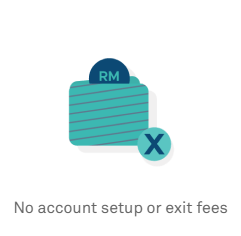 RM
X
No account setup or exit fees